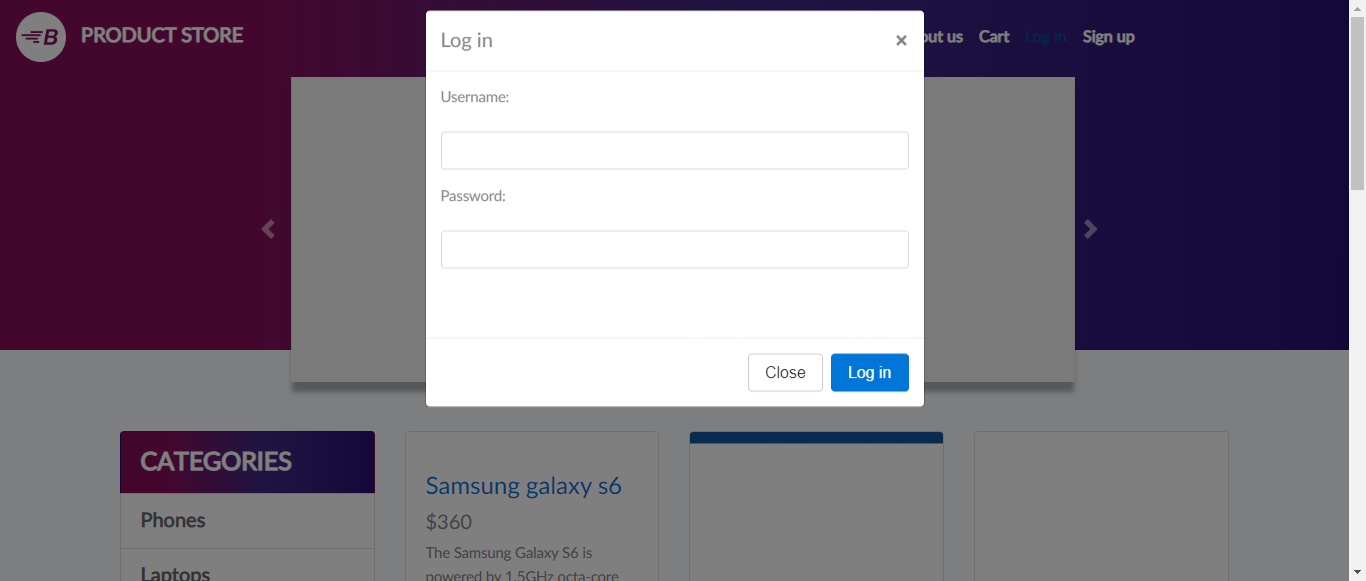 B PRODUCT STORE
out us Cart Log in Sign up
Log in ×
Username:
Password:
Close Log in
CATEGORIES
Phones
Laptops
Samsung galaxy s6
$360
The Samsung Galaxy S6 is
powered by 1.5GHz octa-core